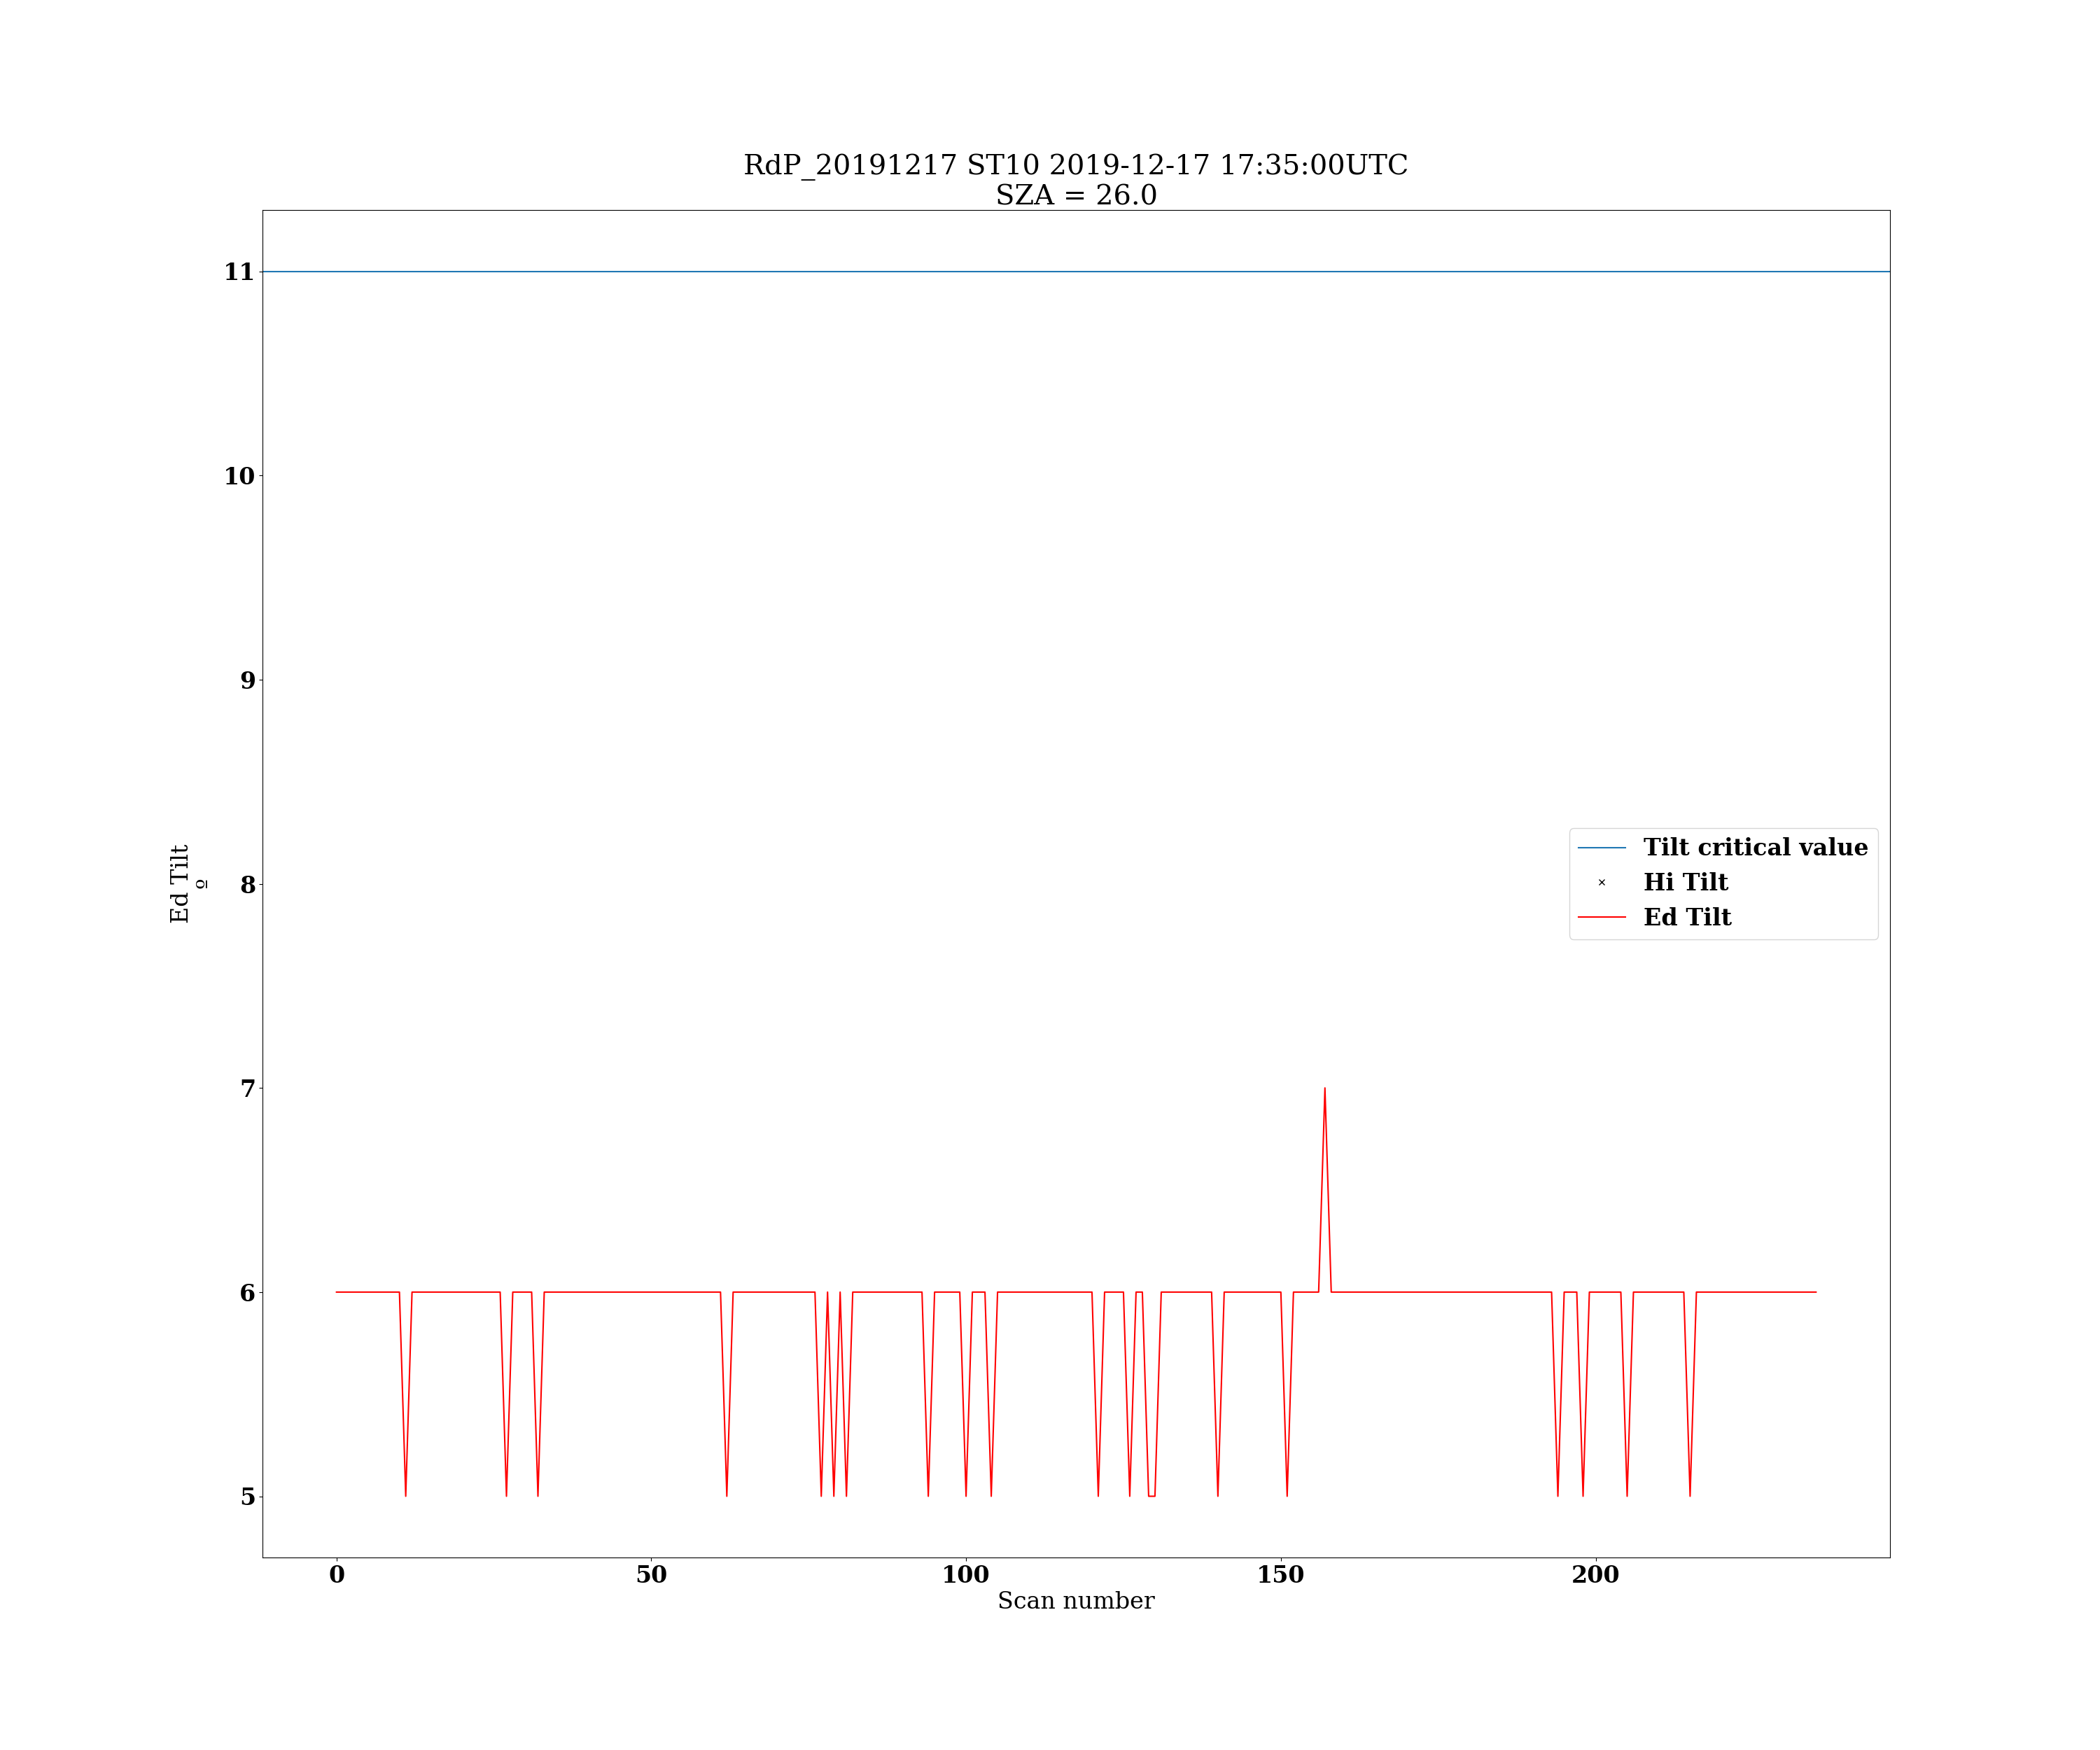 RdP_20191217 ST10 2019-12-17 17:35:00UTC
SZA = 26.0
11
10
9
8
7
6
5
Ed Tilt
º
Tilt critical value
Hi Tilt
Ed Tilt
0 50 100 150 200
Scan number